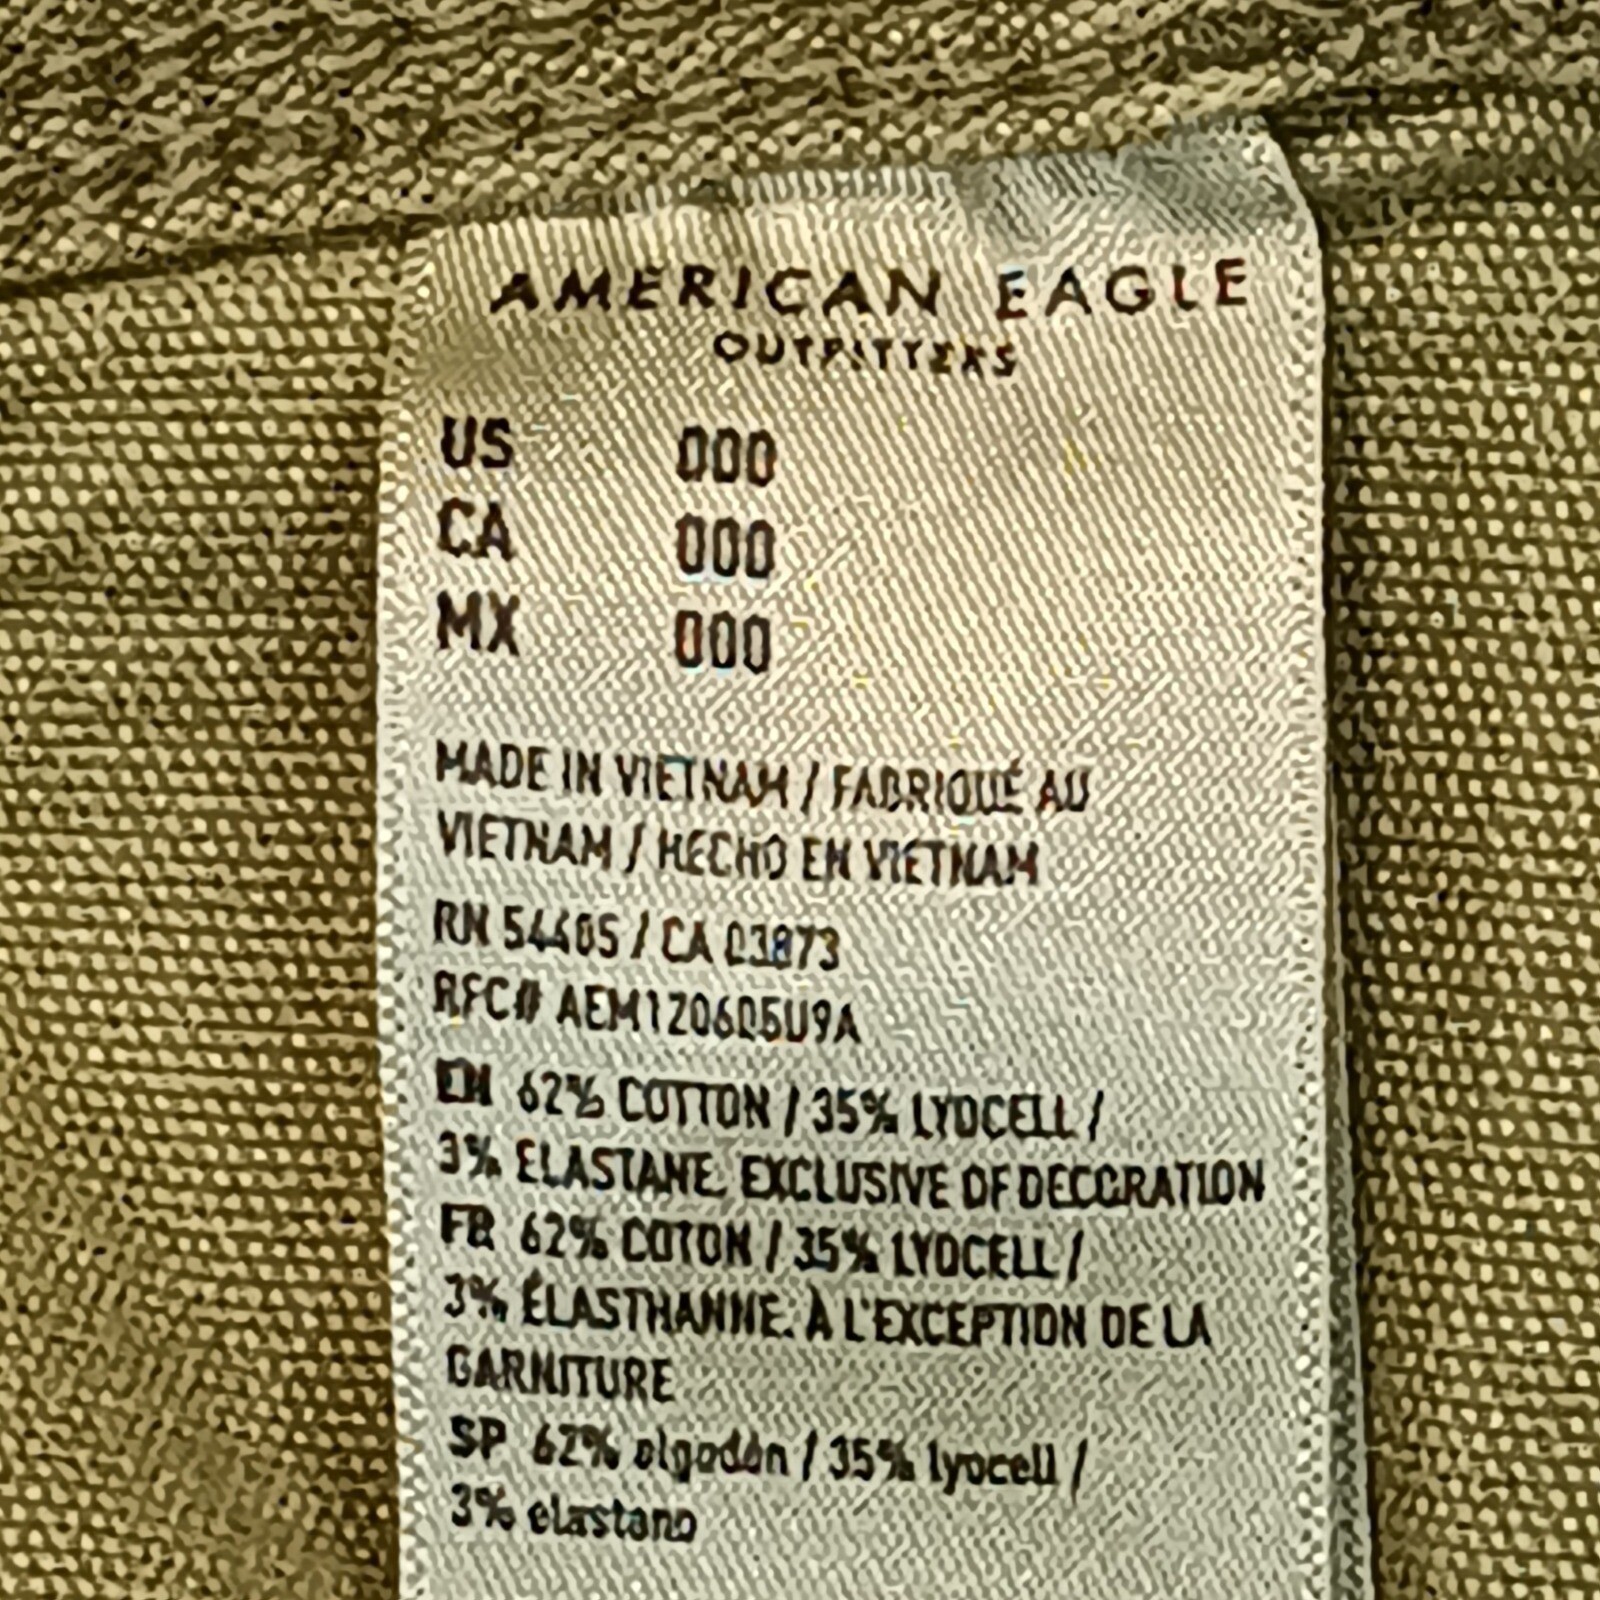 AMERICAN EAGLE
OUTFITTERS
US 000
CA 000
MX 000
MADE IN VIETNAM / FABRIQUÉ AU
VIETNAM / HECHO EN VIETNAM
RN 54485 / CA 03873
RFC# AEM120605U9A
EN 62% COTTON / 35% LYOCELL /
3% ELASTANE. EXCLUSIVE OF DECORATION
FR 62% COTON / 35% LYOCELL /
3% ÉLASTHANNE. À L'EXCEPTION DE LA
GARNITURE
SP 62% algodón / 35% lyocell /
3% elastano